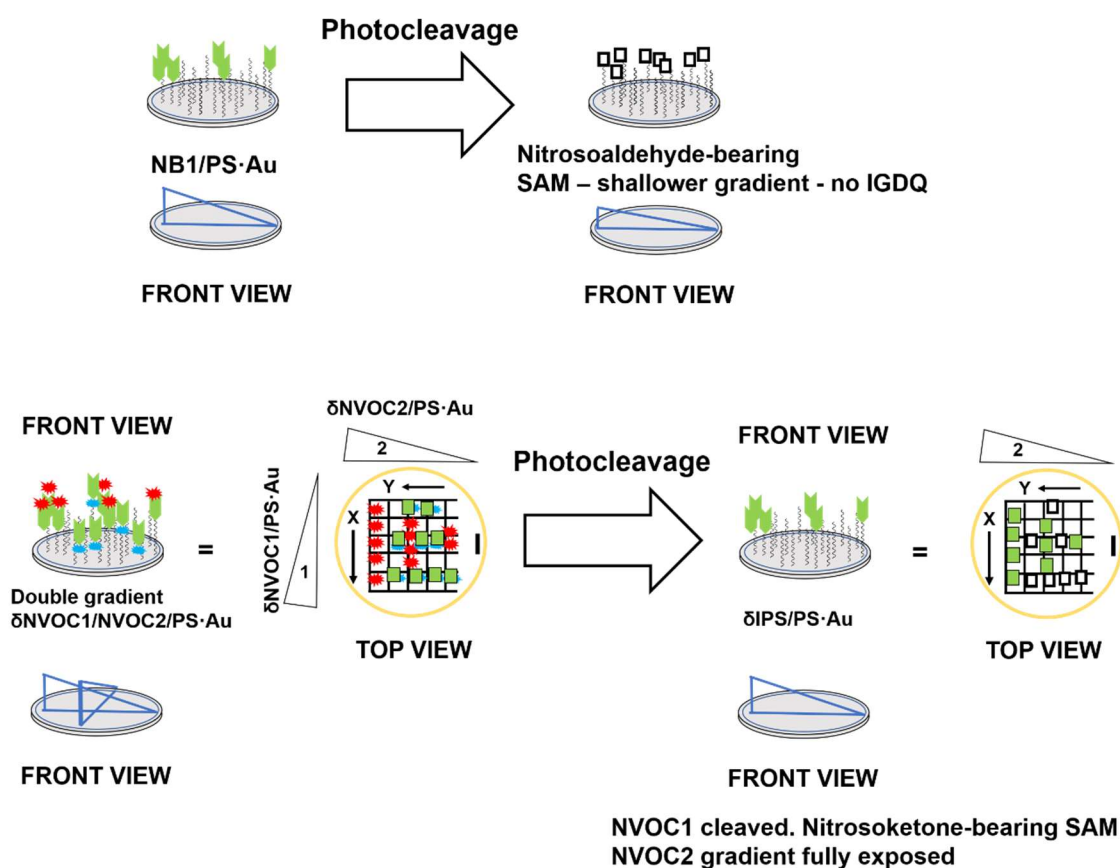 Photocleavage
NB1/PS·Au
Nitrosoaldehyde-bearing
SAM – shallower gradient - no IGDQ
FRONT VIEW
FRONT VIEW
FRONT VIEW
δNVOC2/PS·Au
2
δNVOC1/PS·Au
1
Y
X
I
=
Double gradient
δNVOC1/NVOC2/PS·Au
TOP VIEW
FRONT VIEW
Photocleavage
FRONT VIEW
=
δIPS/PS·Au
2
Y
X
I
TOP VIEW
FRONT VIEW
NVOC1 cleaved. Nitrosoketone-bearing SAM
NVOC2 gradient fully exposed